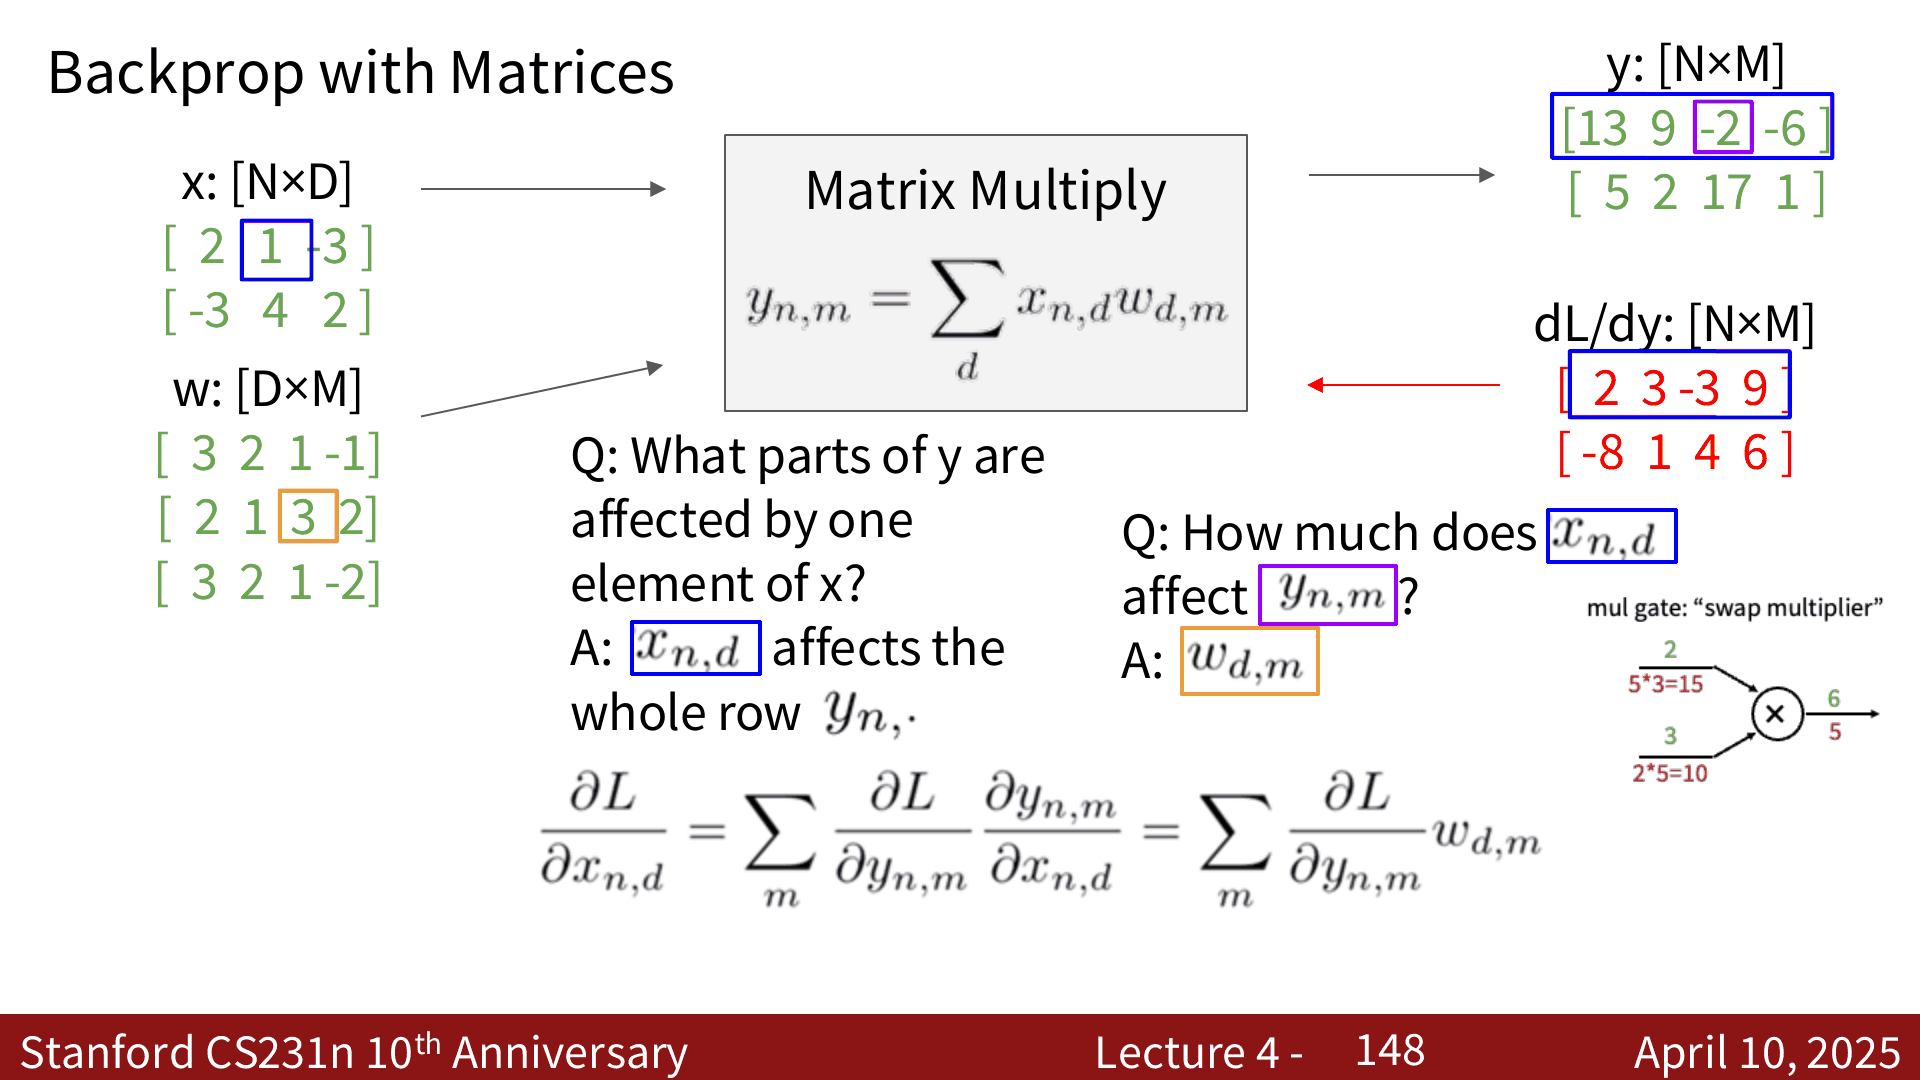 Backprop with Matrices
x: [N×D]
[ 2 1 -3 ]
[ -3 4 2 ]
w: [D×M]
[ 3 2 1 -1]
[ 2 1 3 2]
[ 3 2 1 -2]
Matrix Multiply
y_{n,m} = ∑_d x_{n,d}w_{d,m}
y: [N×M]
[13 9 -2 -6 ]
[ 5 2 17 1 ]
dL/dy: [N×M]
[ 2 3 -3 9 ]
[ -8 1 4 6 ]
Q: What parts of y are
affected by one
element of x?
A: x_{n,d} affects the
whole row y_{n,·}
Q: How much does x_{n,d}
affect y_{n,m} ?
A: w_{d,m}
mul gate: “swap multiplier”
2
5*3=15
3
2*5=10
×
6
5
∂L/∂x_{n,d} = ∑_m ∂L/∂y_{n,m} ∂y_{n,m}/∂x_{n,d} = ∑_m ∂L/∂y_{n,m} w_{d,m}
Stanford CS231n 10th Anniversary
Lecture 4 - 148
April 10, 2025